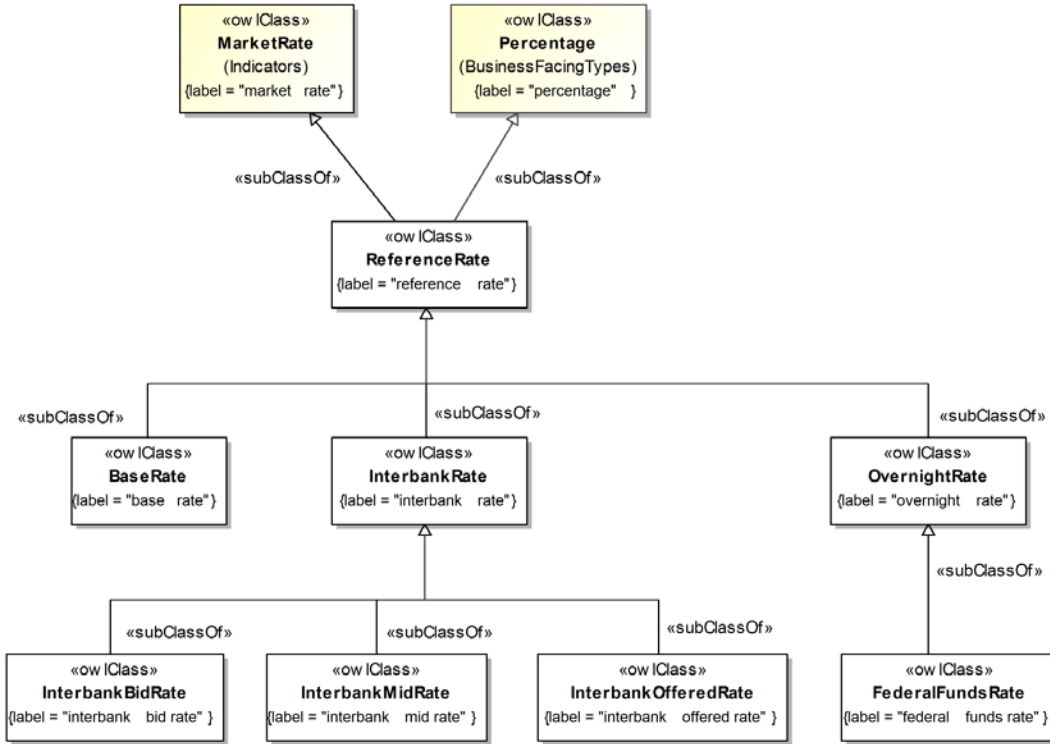 «owlClass»
MarketRate
(Indicators)
{label = "market rate"}
«owlClass»
Percentage
(BusinessFacingTypes)
{label = "percentage" }
«subClassOf»
«subClassOf»
«owlClass»
ReferenceRate
{label = "reference rate"}
«subClassOf»
«subClassOf»
«subClassOf»
«owlClass»
BaseRate
{label = "base rate"}
«owlClass»
InterbankRate
{label = "interbank rate"}
«owlClass»
OvernightRate
{label = "overnight rate"}
«subClassOf»
«subClassOf»
«subClassOf»
«subClassOf»
«owlClass»
InterbankBidRate
{label = "interbank bid rate" }
«owlClass»
InterbankMidRate
{label = "interbank mid rate"}
«owlClass»
InterbankOfferedRate
{label = "interbank offered rate"}
«owlClass»
FederalFundsRate
{label = "federal funds rate"}